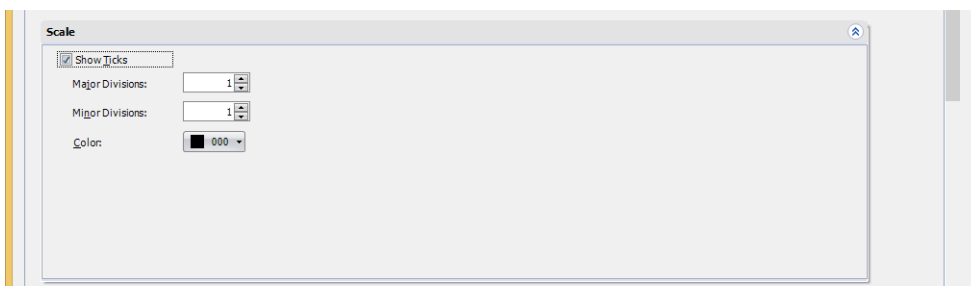 Scale
Show Ticks
Major Divisions: 1
Minor Divisions: 1
Color: 000